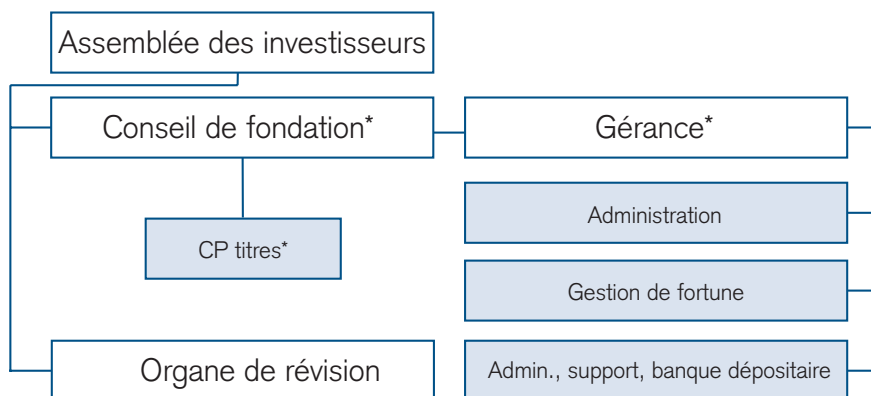 Assemblée des investisseurs
Conseil de fondation*
Gérance*
Administration
CP titres*
Gestion de fortune
Organe de révision
Admin., support, banque dépositaire